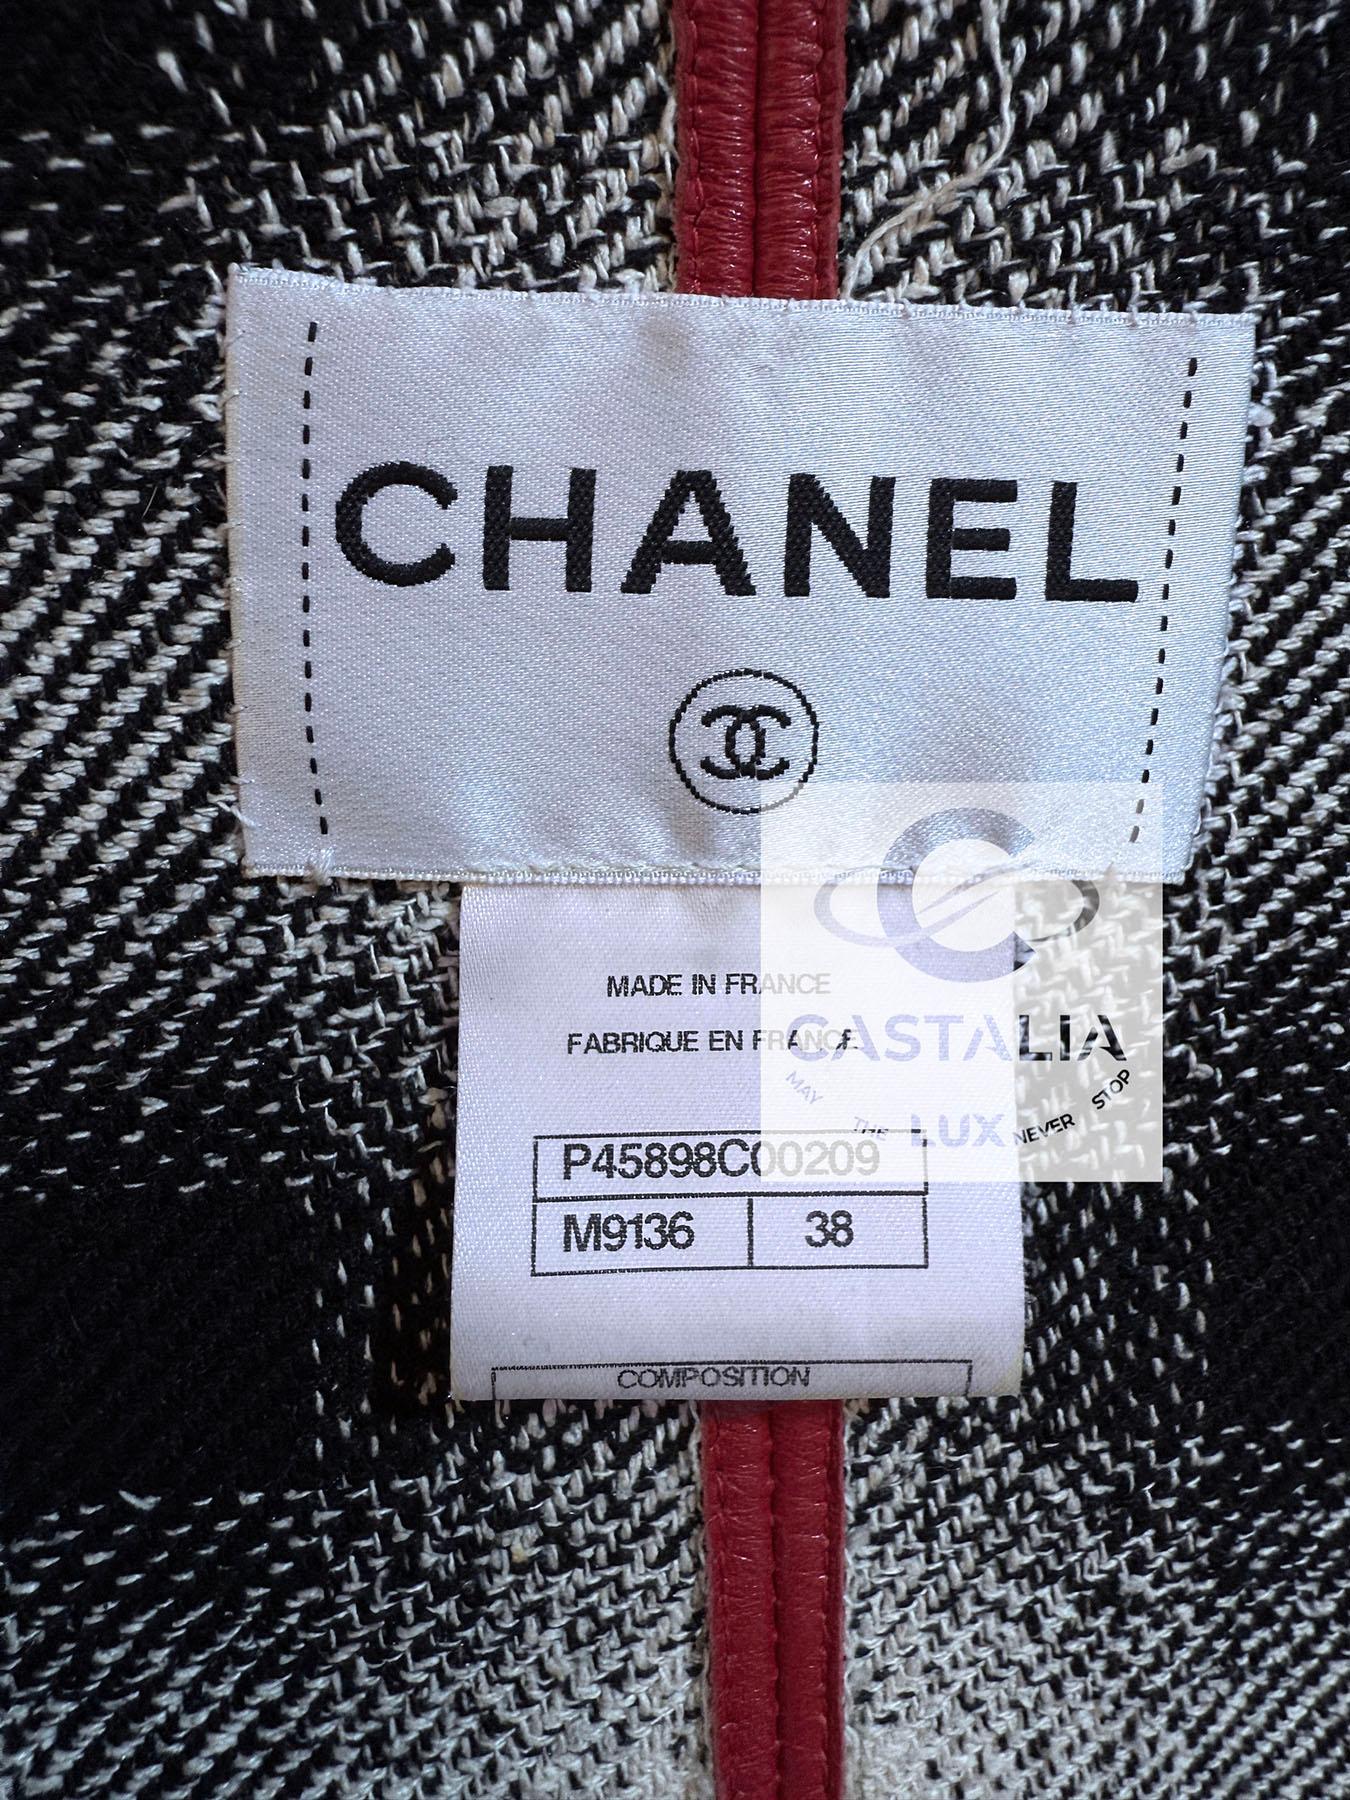 CHANEL
MADE IN FRANCE
FABRIQUE EN FRANCE
CASTALIA
MAY THE LUX NEVER STOP
P45898C00209
M9136 38
COMPOSITION